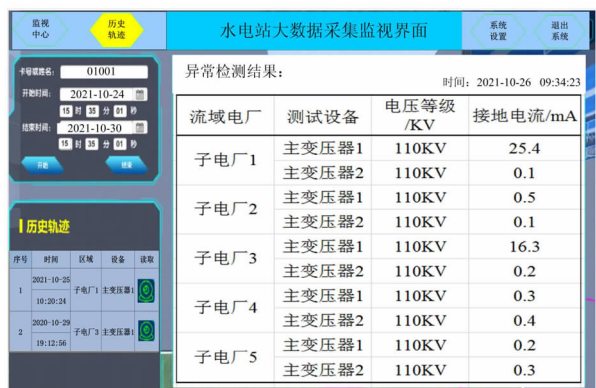 监视
中心
历史
轨迹
水电站大数据采集监视界面
系统
设置
退出
系统
卡号或姓名： 01001
开始时间： 2021-10-24
15 时 35 分 01 秒
结束时间： 2021-10-30
15 时 35 分 01 秒
开始 结束
历史轨迹
序号 时间 区域 设备 读取
1 2021-10-25 10:20:24 子电厂1 主变压器1
2 2020-10-29 19:12:56 子电厂3 主变压器1
异常检测结果：
时间：2021-10-26 09:34:23
流域电厂 测试设备 电压等级/KV 接地电流/mA
子电厂1 主变压器1 110KV 25.4
主变压器2 110KV 0.1
子电厂2 主变压器1 110KV 0.5
主变压器2 110KV 0.1
子电厂3 主变压器1 110KV 16.3
主变压器2 110KV 0.2
子电厂4 主变压器1 110KV 0.3
主变压器2 110KV 0.4
子电厂5 主变压器1 110KV 0.2
主变压器2 110KV 0.3